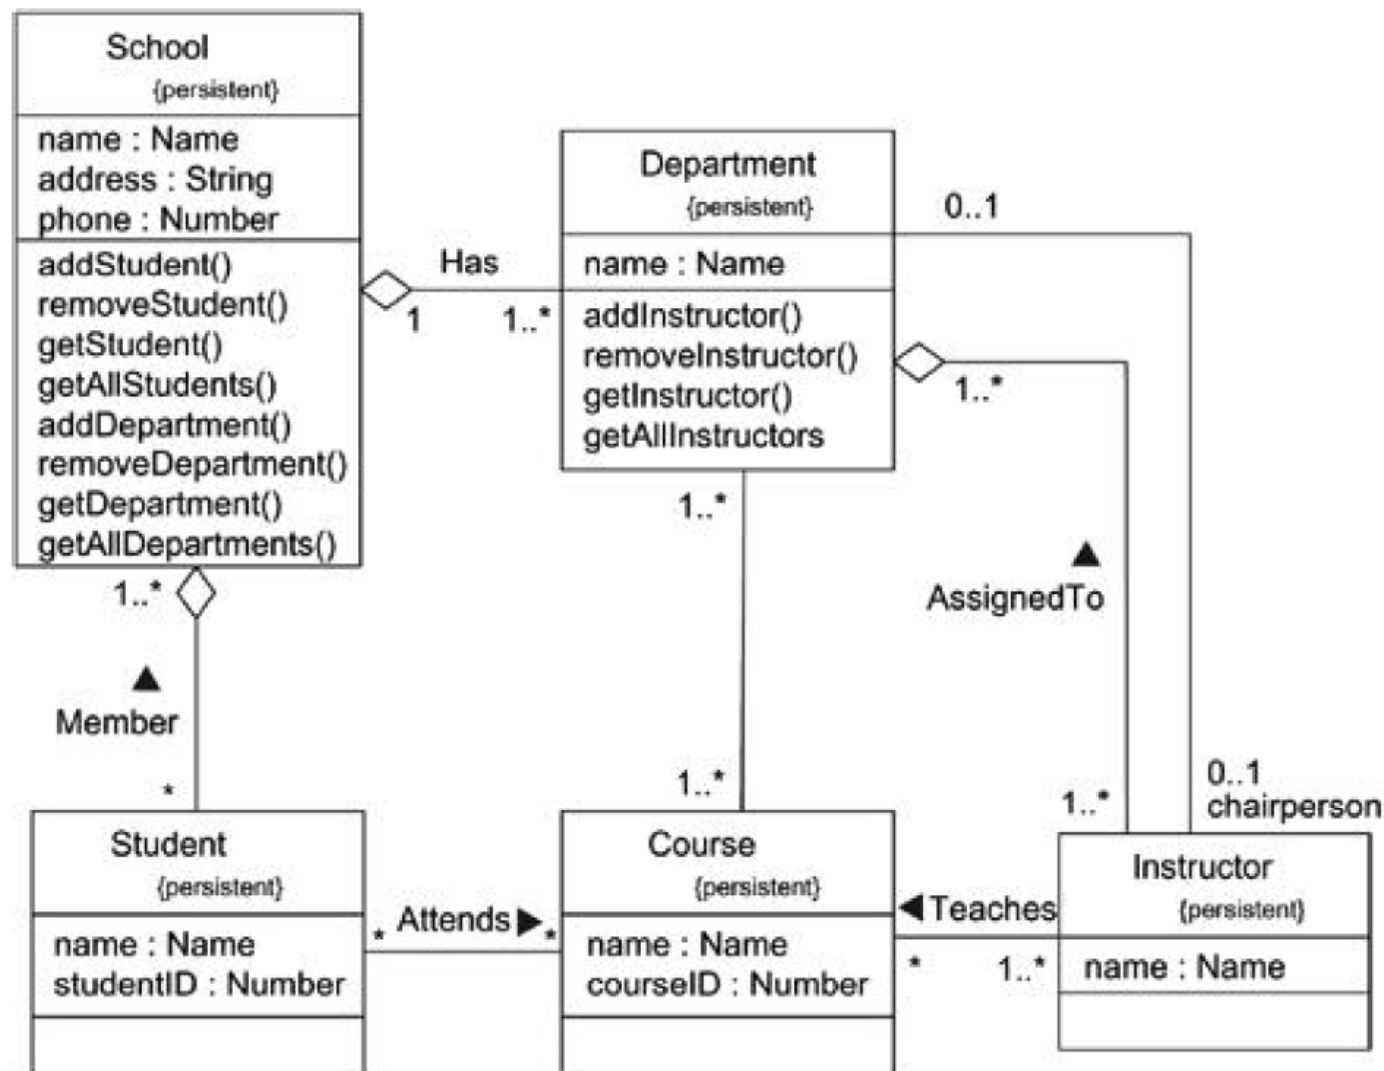 School
{persistent}
name : Name
address : String
phone : Number
addStudent()
removeStudent()
getStudent()
getAllStudents()
addDepartment()
removeDepartment()
getDepartment()
getAllDepartments()
Has
1
1..*
Department
{persistent}
name : Name
addInstructor()
removeInstructor()
getInstructor()
getAllInstructors
0..1
1..*
1..*
1..*
Member
*
AssignedTo
1..*
1..*
0..1
chairperson
Student
{persistent}
name : Name
studentID : Number
* Attends *
Course
{persistent}
name : Name
courseID : Number
Teaches
* 1..*
Instructor
{persistent}
name : Name